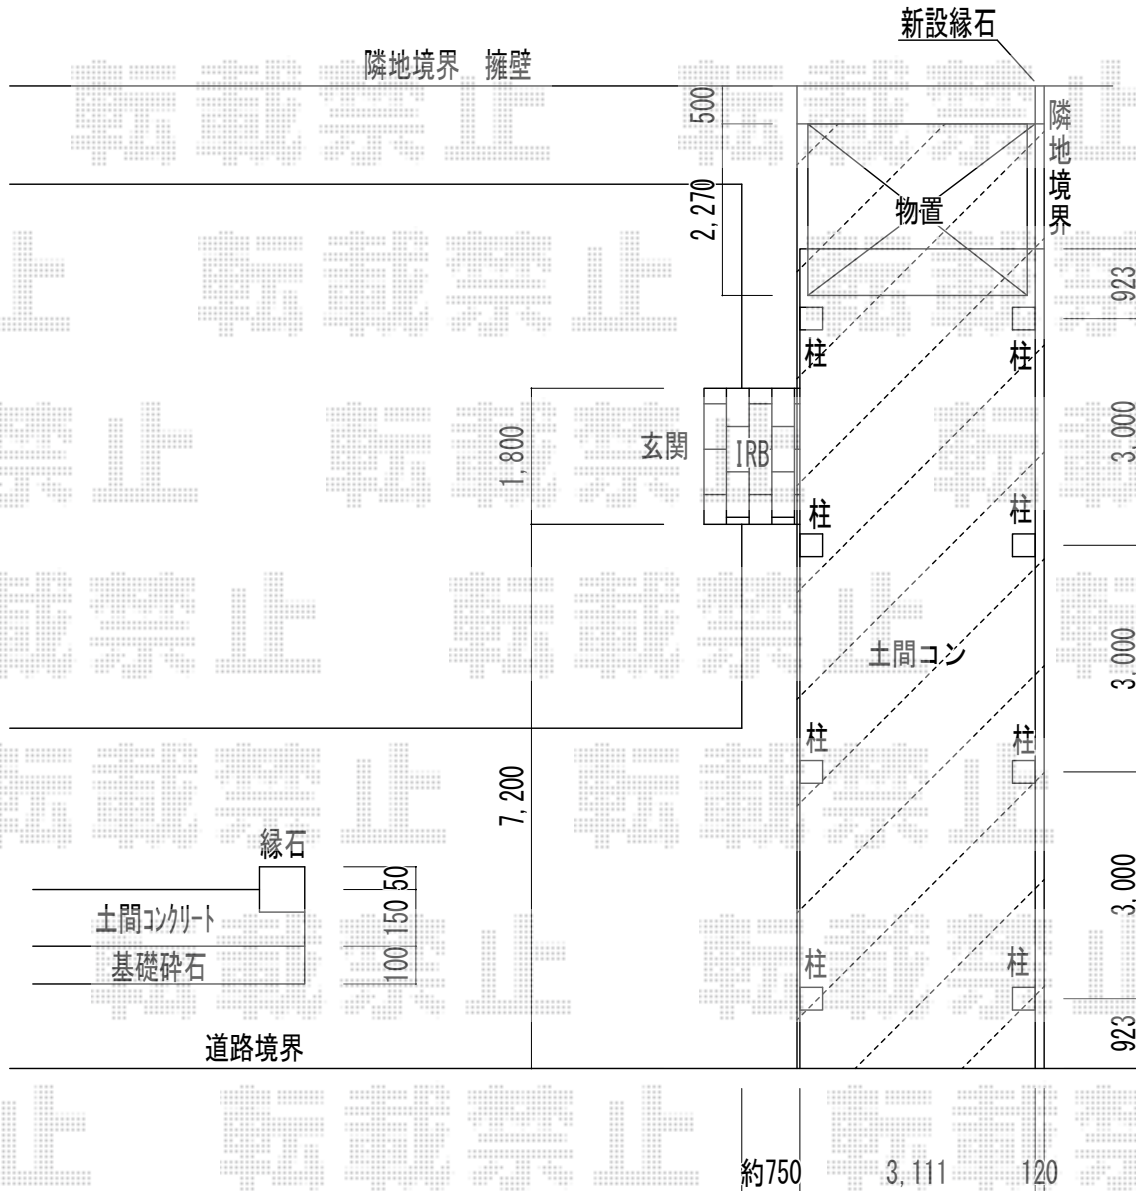 新設縁石
隣地境界 擁壁
500
隣地境界
2,270
物置
923
柱
柱
3,000
1,800
玄関
IRB
柱
柱
土間コン
3,000
柱
柱
7,200
縁石
50
150
100
土間コンクリート
基礎砕石
3,000
柱
柱
道路境界
923
約750
3,111
120
転載禁止